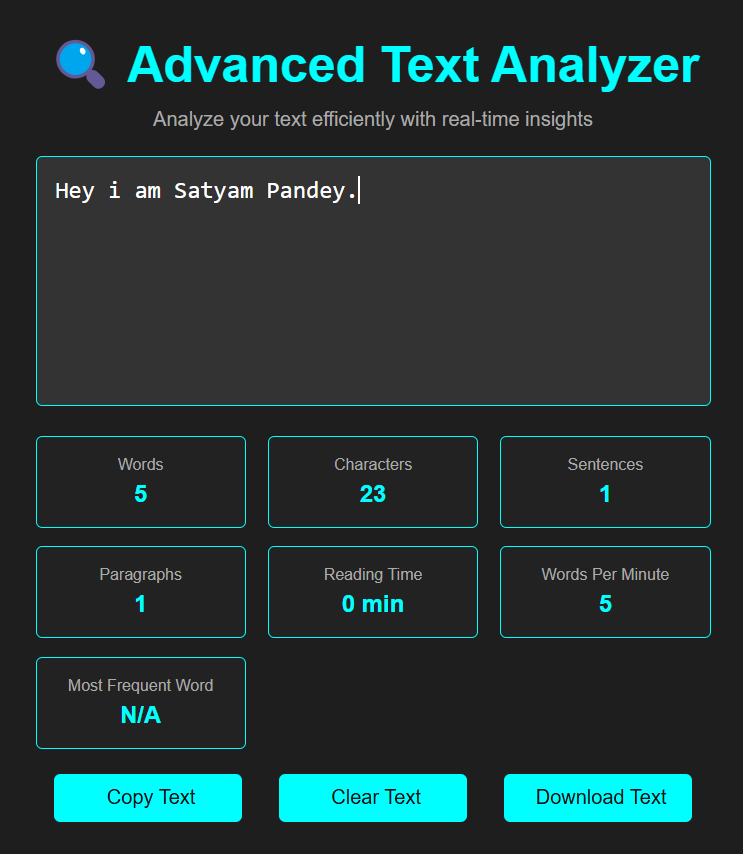 Advanced Text Analyzer
Analyze your text efficiently with real-time insights
Hey i am Satyam Pandey.
Words
5
Characters
23
Sentences
1
Paragraphs
1
Reading Time
0 min
Words Per Minute
5
Most Frequent Word
N/A
Copy Text
Clear Text
Download Text